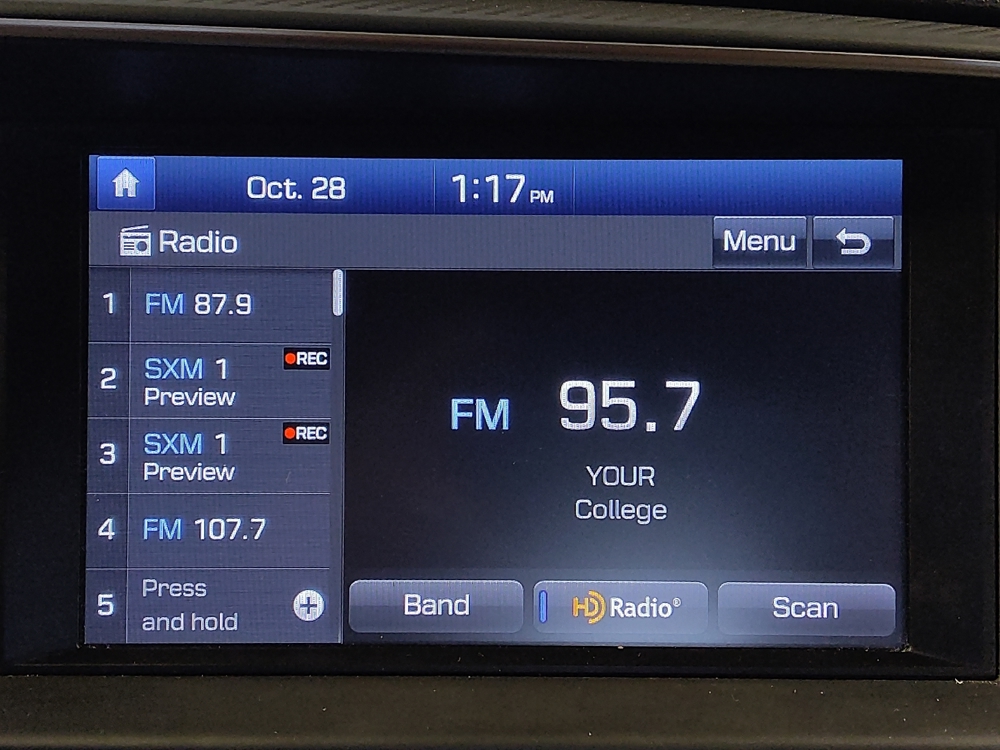 Oct. 28
1:17 PM
Radio
Menu
1 FM 87.9
2 SXM 1 REC
Preview
3 SXM 1 REC
Preview
4 FM 107.7
5 Press
and hold
FM 95.7
YOUR
College
Band
HD Radio®
Scan